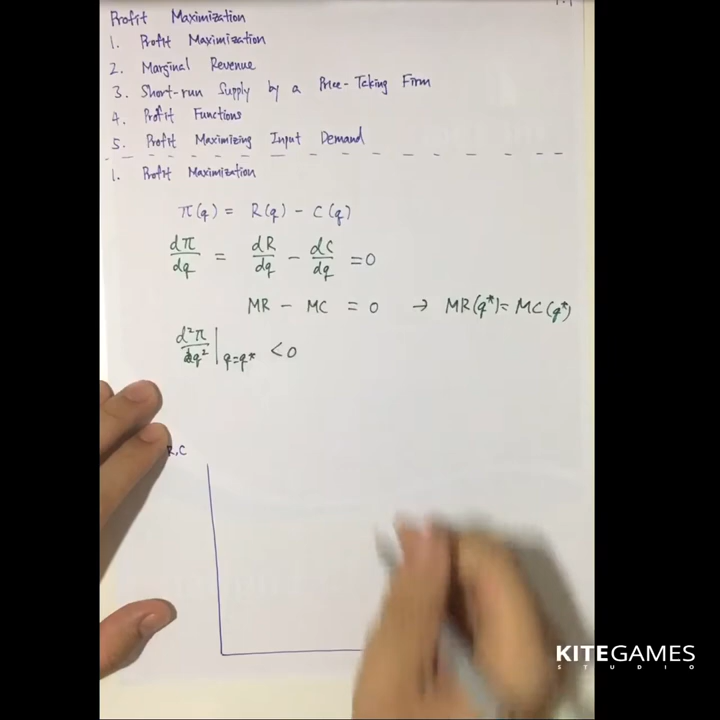 Profit Maximization
1. Profit Maximization
2. Marginal Revenue
3. Short-run Supply by a Price-Taking Firm
4. Profit Functions
5. Profit Maximizing Input Demand
1. Profit Maximization
π(q) = R(q) - C(q)
dπ/dq = dR/dq - dC/dq = 0
MR - MC = 0 → MR(q*) = MC(q*)
d²π/dq² |q=q* < 0
R,C
KITEGAMES
STUDIO